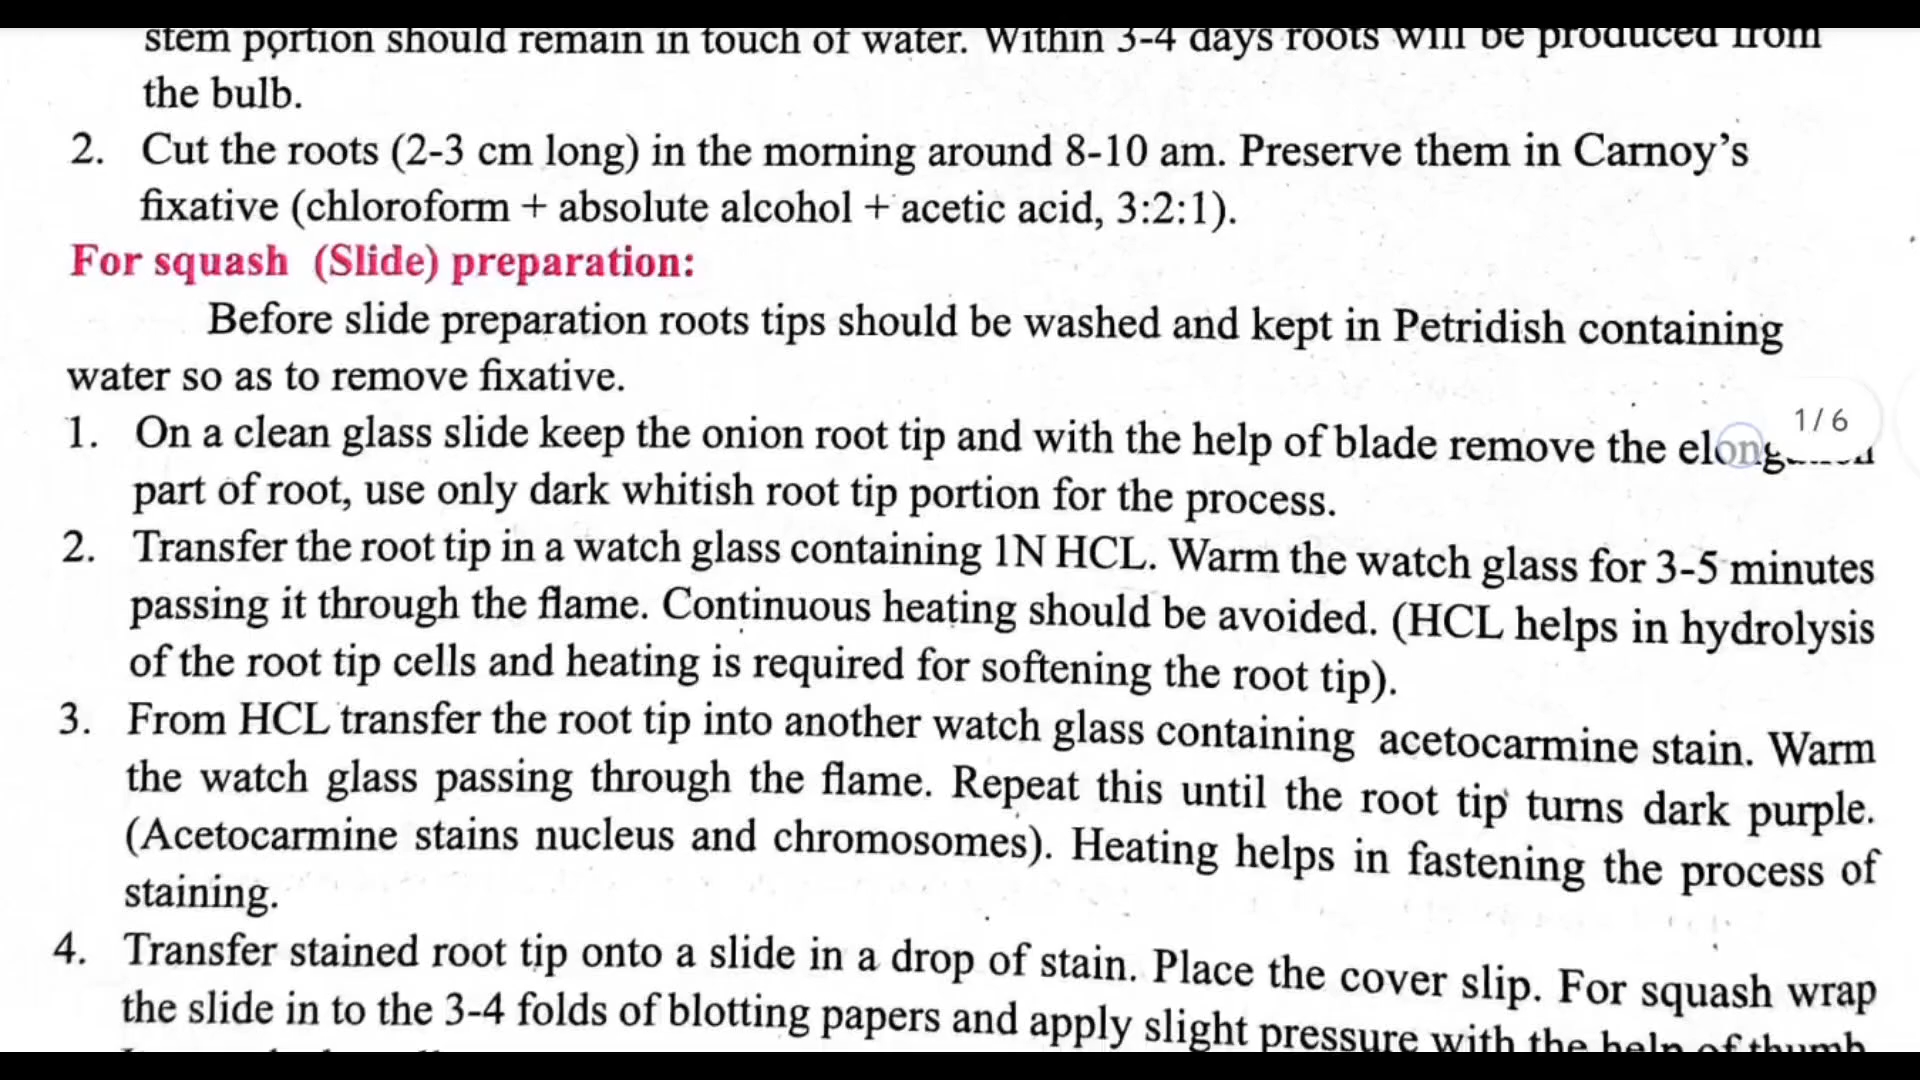 stem portion should remain in touch of water. Within 3-4 days roots will be produced from
the bulb.
2. Cut the roots (2-3 cm long) in the morning around 8-10 am. Preserve them in Carnoy's
fixative (chloroform + absolute alcohol + acetic acid, 3:2:1).
For squash (Slide) preparation:
Before slide preparation roots tips should be washed and kept in Petridish containing
water so as to remove fixative.
1. On a clean glass slide keep the onion root tip and with the help of blade remove the
1/6
part of root, use only dark whitish root tip portion for the process.
2. Transfer the root tip in a watch glass containing 1N HCL. Warm the watch glass for 3-5 minutes
passing it through the flame. Continuous heating should be avoided. (HCL helps in hydrolysis
of the root tip cells and heating is required for softening the root tip).
3. From HCL transfer the root tip into another watch glass containing acetocarmine stain. Warm
the watch glass passing through the flame. Repeat this until the root tip turns dark purple.
(Acetocarmine stains nucleus and chromosomes). Heating helps in fastening the process of
staining.
4. Transfer stained root tip onto a slide in a drop of stain. Place the cover slip. For squash wrap
the slide in to the 3-4 folds of blotting papers and apply slight pressure with the help of thumb